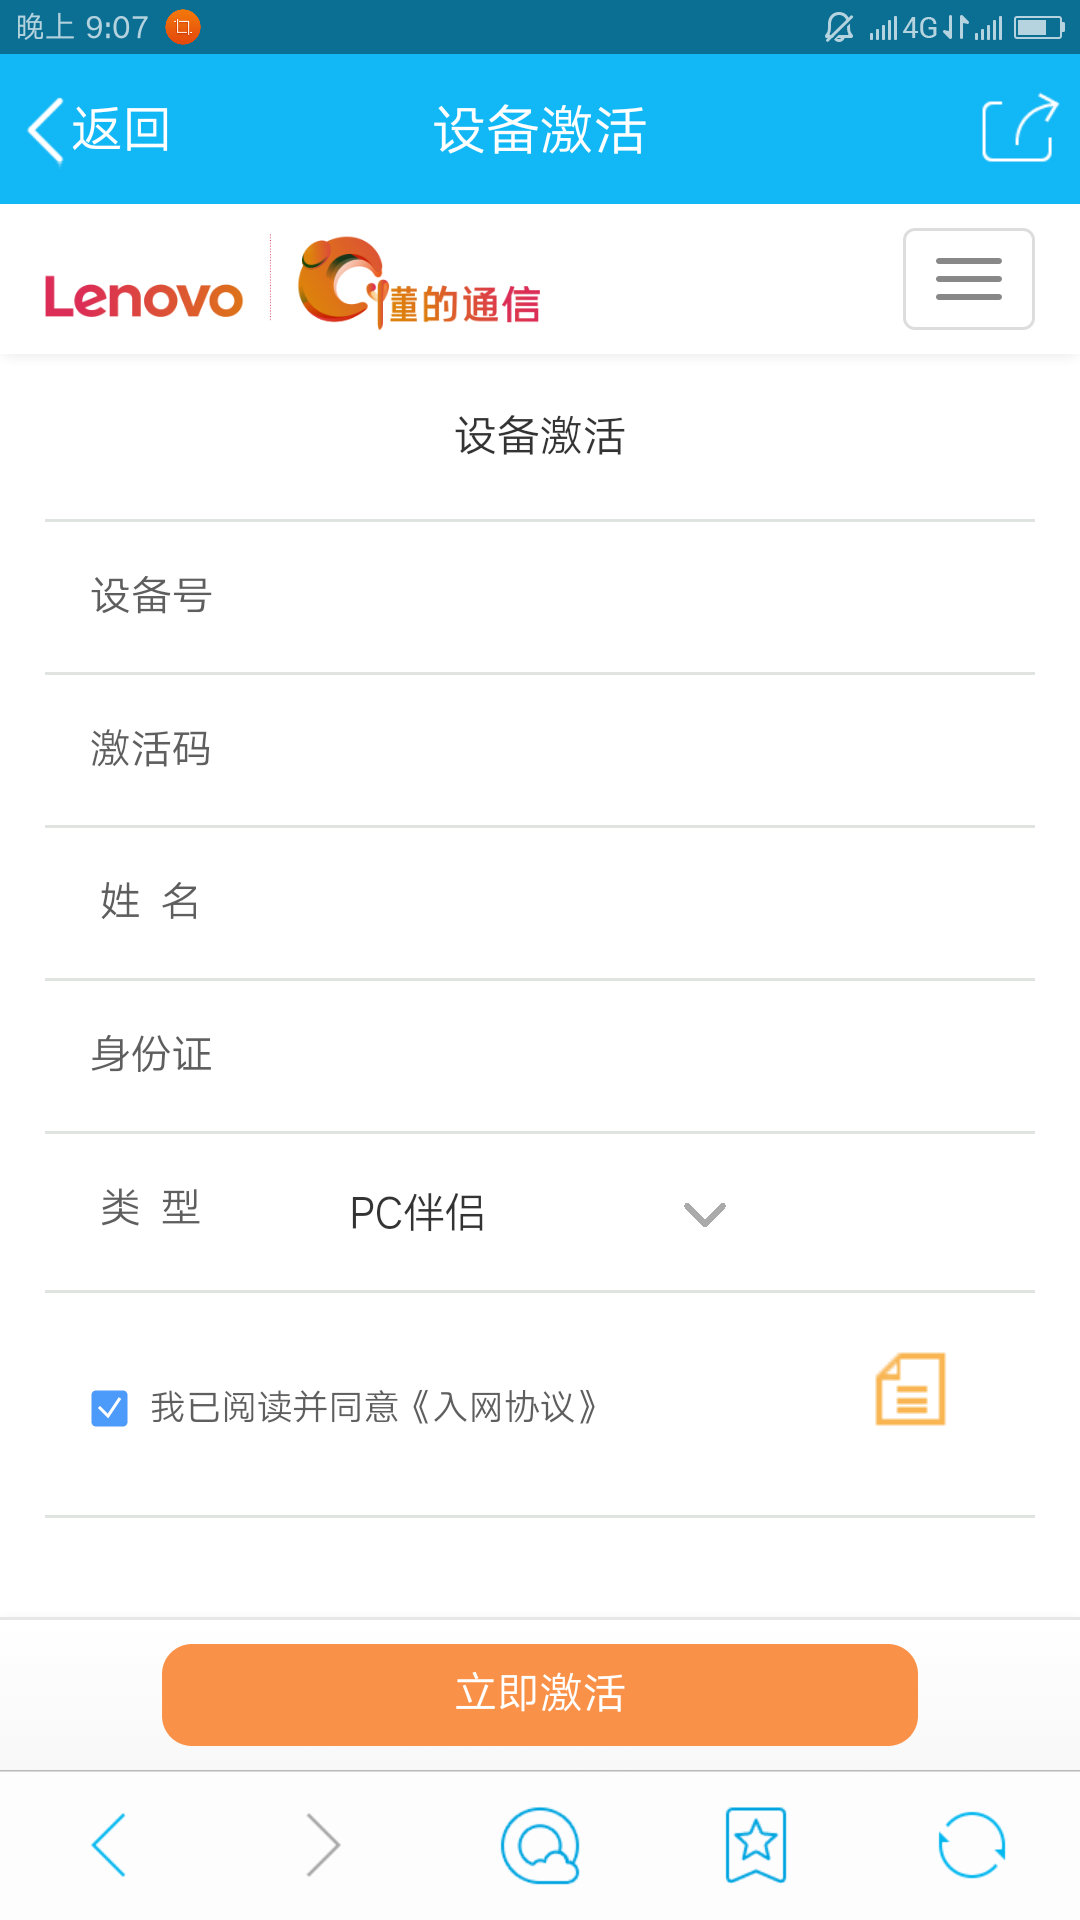 晚上 9:07 4G
返回 设备激活
Lenovo 懂的通信
设备激活
设备号
激活码
姓 名
身份证
类 型 PC伴侣
我已阅读并同意《入网协议》
立即激活